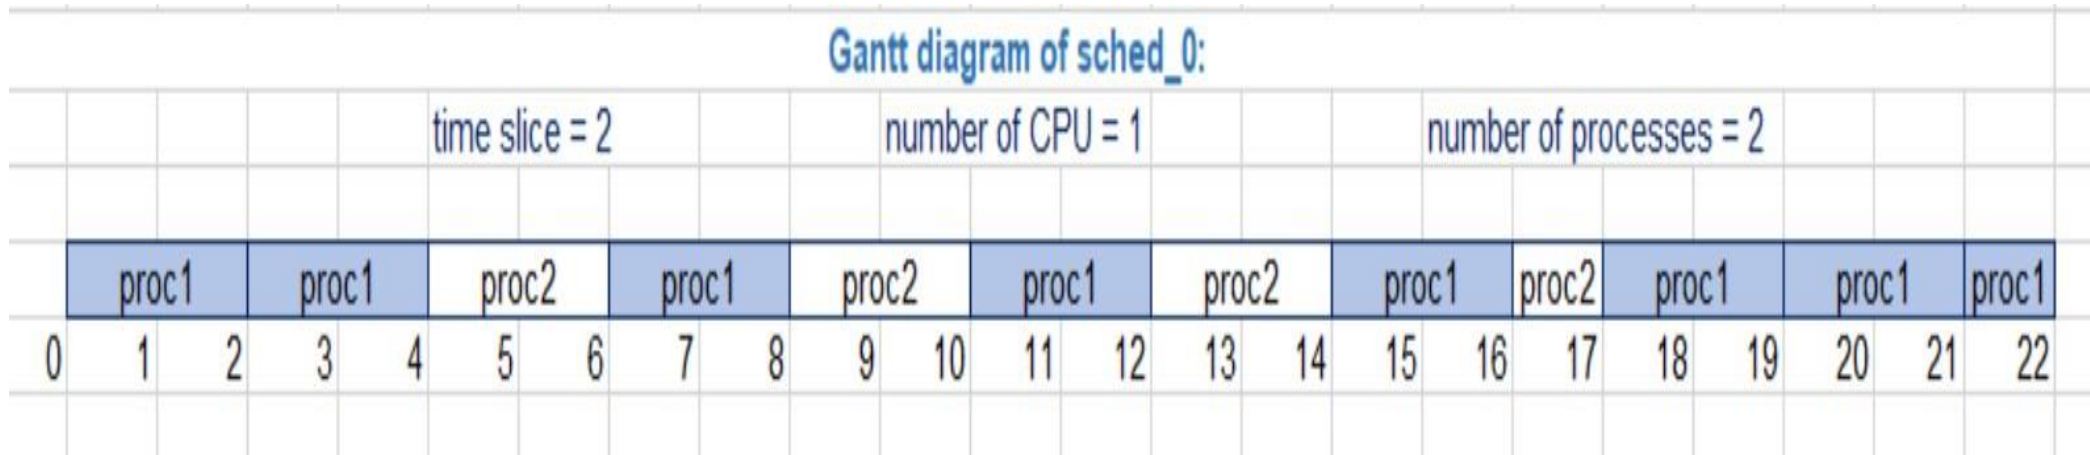 Gantt diagram of sched_0:
time slice = 2 number of CPU = 1 number of processes = 2
proc1 proc1 proc2 proc1 proc2 proc1 proc2 proc1 proc2 proc1 proc1 proc1
0 1 2 3 4 5 6 7 8 9 10 11 12 13 14 15 16 17 18 19 20 21 22